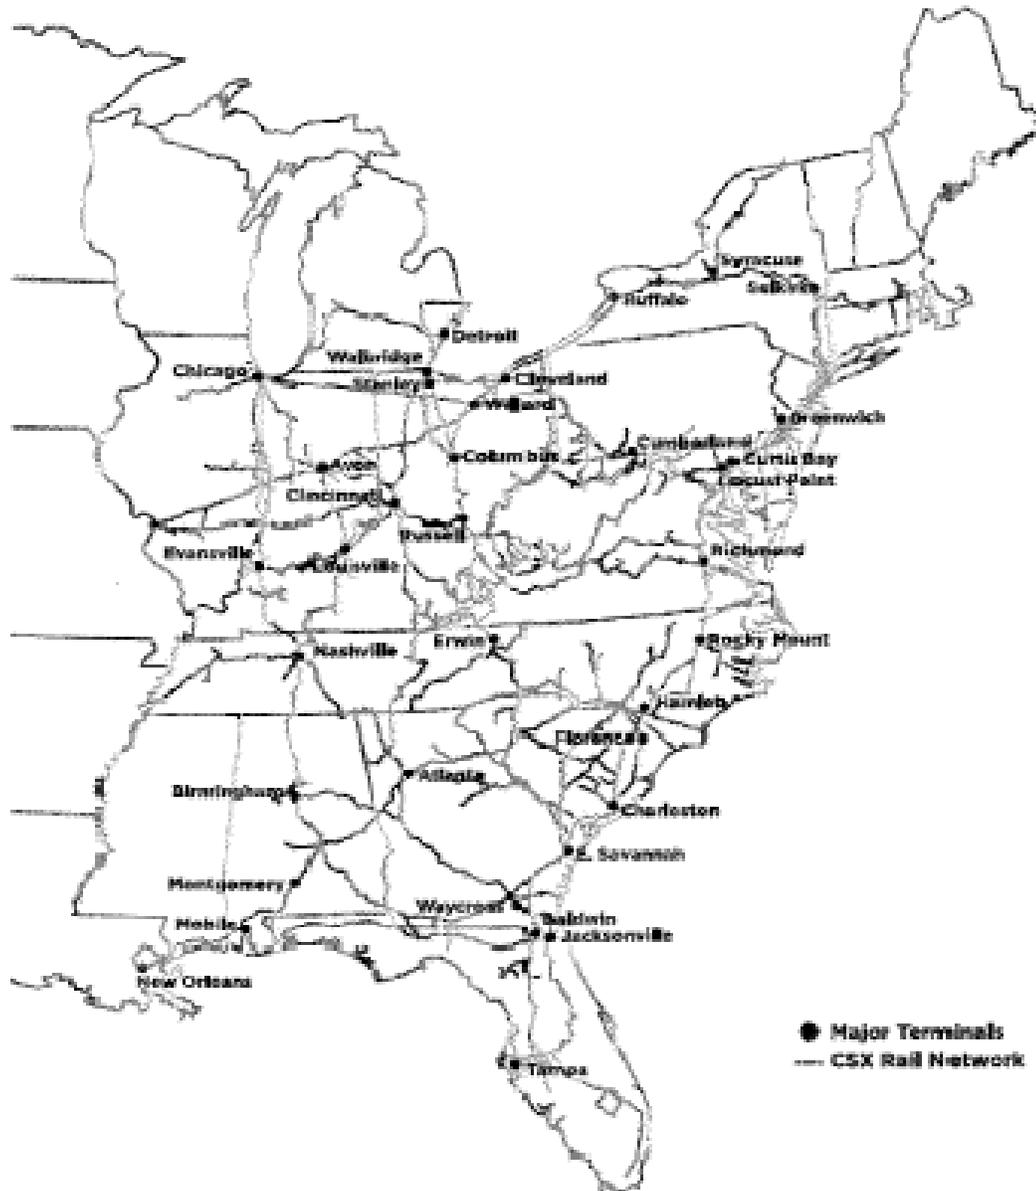 Syracuse
Selkirk
Buffalo
Detroit
Walbridge
Chicago
Stanley
Cleveland
Willard
Greenwich
Cumberland
Columbus
Curtis Bay
Avon
Locust Point
Cincinnati
Russell
Richmond
Evansville
Louisville
Erwin
Rocky Mount
Nashville
Hamlet
Florence
Atlanta
Birmingham
Charleston
E. Savannah
Montgomery
Waycross
Baldwin
Mobile
Jacksonville
New Orleans
Major Terminals
CSX Rail Network
Tampa